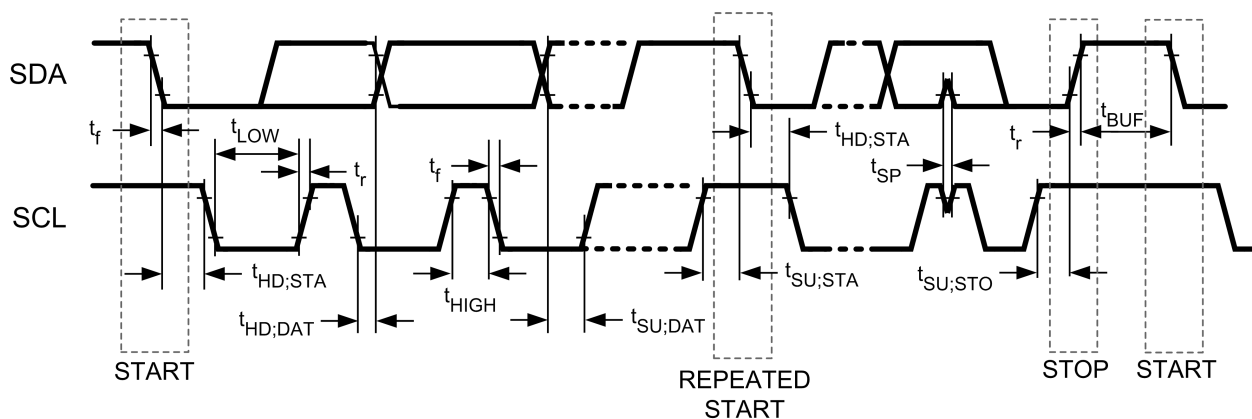 SDA
t_f
t_LOW
t_r
t_f
t_HD;STA
t_SP
t_r
t_BUF
SCL
t_HD;STA
t_HD;DAT
t_HIGH
t_SU;DAT
t_SU;STA
t_SU;STO
START
REPEATED
START
STOP
START